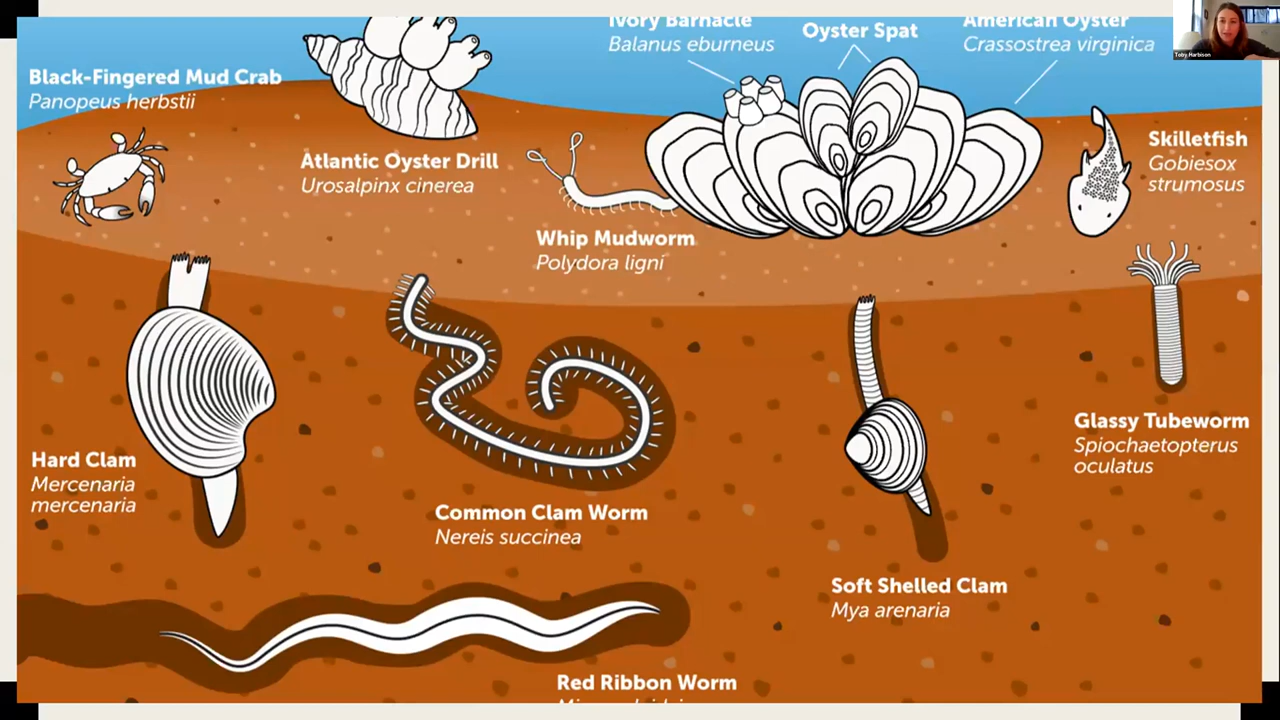 Ivory Barnacle
Balanus eburneus
Oyster Spat
American Oyster
Crassostrea virginica
Toby Harbison
Black-Fingered Mud Crab
Panopeus herbstii
Atlantic Oyster Drill
Urosalpinx cinerea
Skilletfish
Gobiesox
strumosus
Whip Mudworm
Polydora ligni
Hard Clam
Mercenaria
mercenaria
Common Clam Worm
Nereis succinea
Glassy Tubeworm
Spiochaetopterus
oculatus
Soft Shelled Clam
Mya arenaria
Red Ribbon Worm